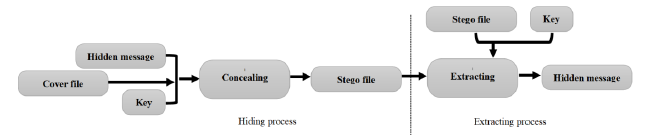 Stego file
Key
Hidden message
Cover file
Key
Concealing
Stego file
Extracting
Hidden message
Hiding process
Extracting process